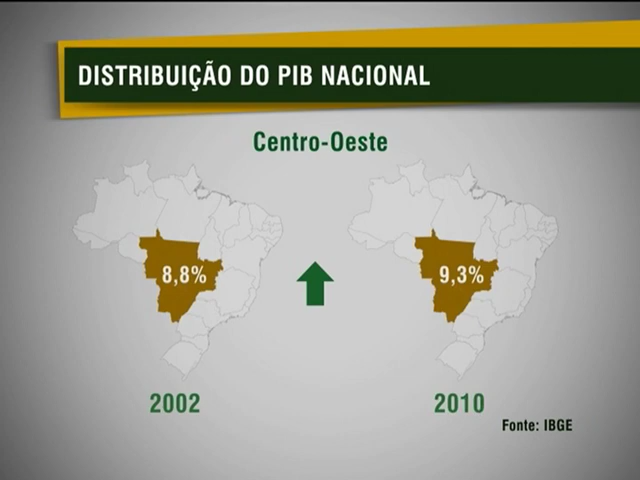 DISTRIBUIÇÃO DO PIB NACIONAL
Centro-Oeste
8,8%
9,3%
2002
2010
Fonte: IBGE